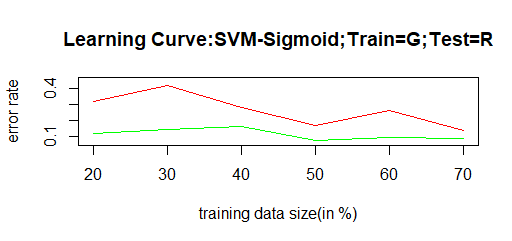 Learning Curve:SVM-Sigmoid;Train=G;Test=R
error rate
0.4
0.1
20 30 40 50 60 70
training data size(in %)